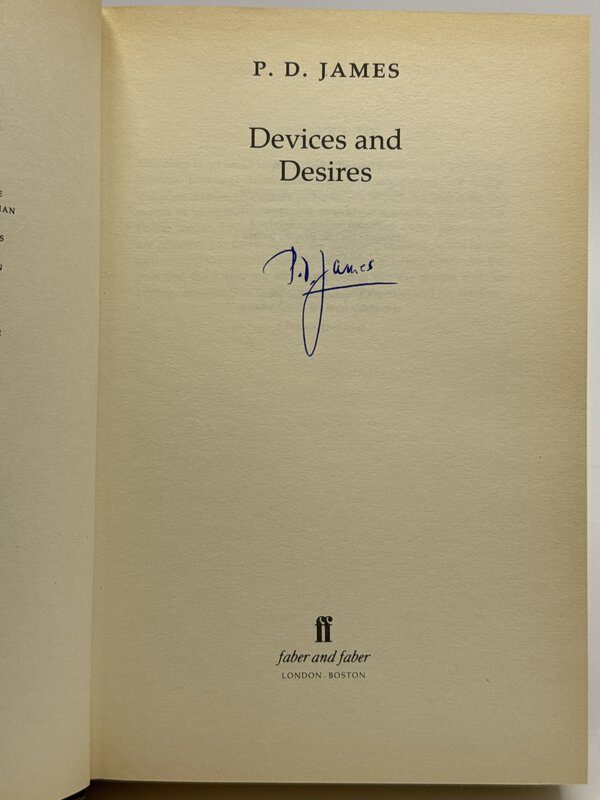 P. D. JAMES
Devices and
Desires
P.D. James
ff
faber and faber
LONDON · BOSTON